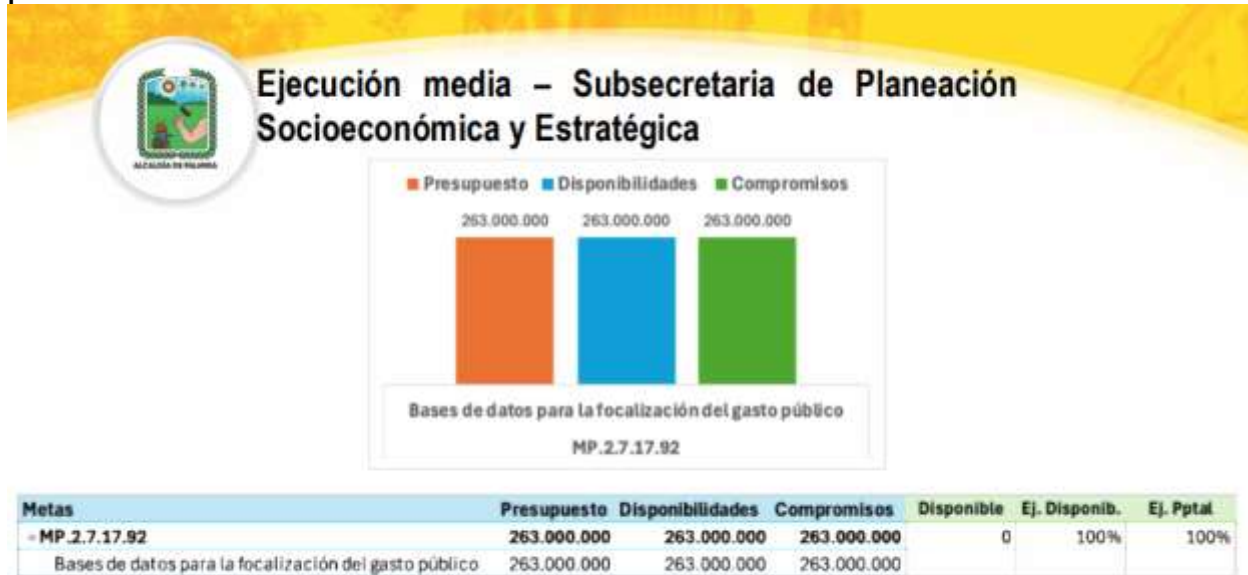 Ejecución media – Subsecretaria de Planeación
Socioeconómica y Estratégica
ALCALDÍA DE PALMIRA
Presupuesto Disponibilidades Compromisos
263.000.000 263.000.000 263.000.000
Bases de datos para la focalización del gasto público
MP.2.7.17.92
Metas Presupuesto Disponibilidades Compromisos Disponible Ej. Disponib. Ej. Pptal
MP.2.7.17.92 263.000.000 263.000.000 263.000.000 0 100% 100%
Bases de datos para la focalización del gasto público 263.000.000 263.000.000 263.000.000